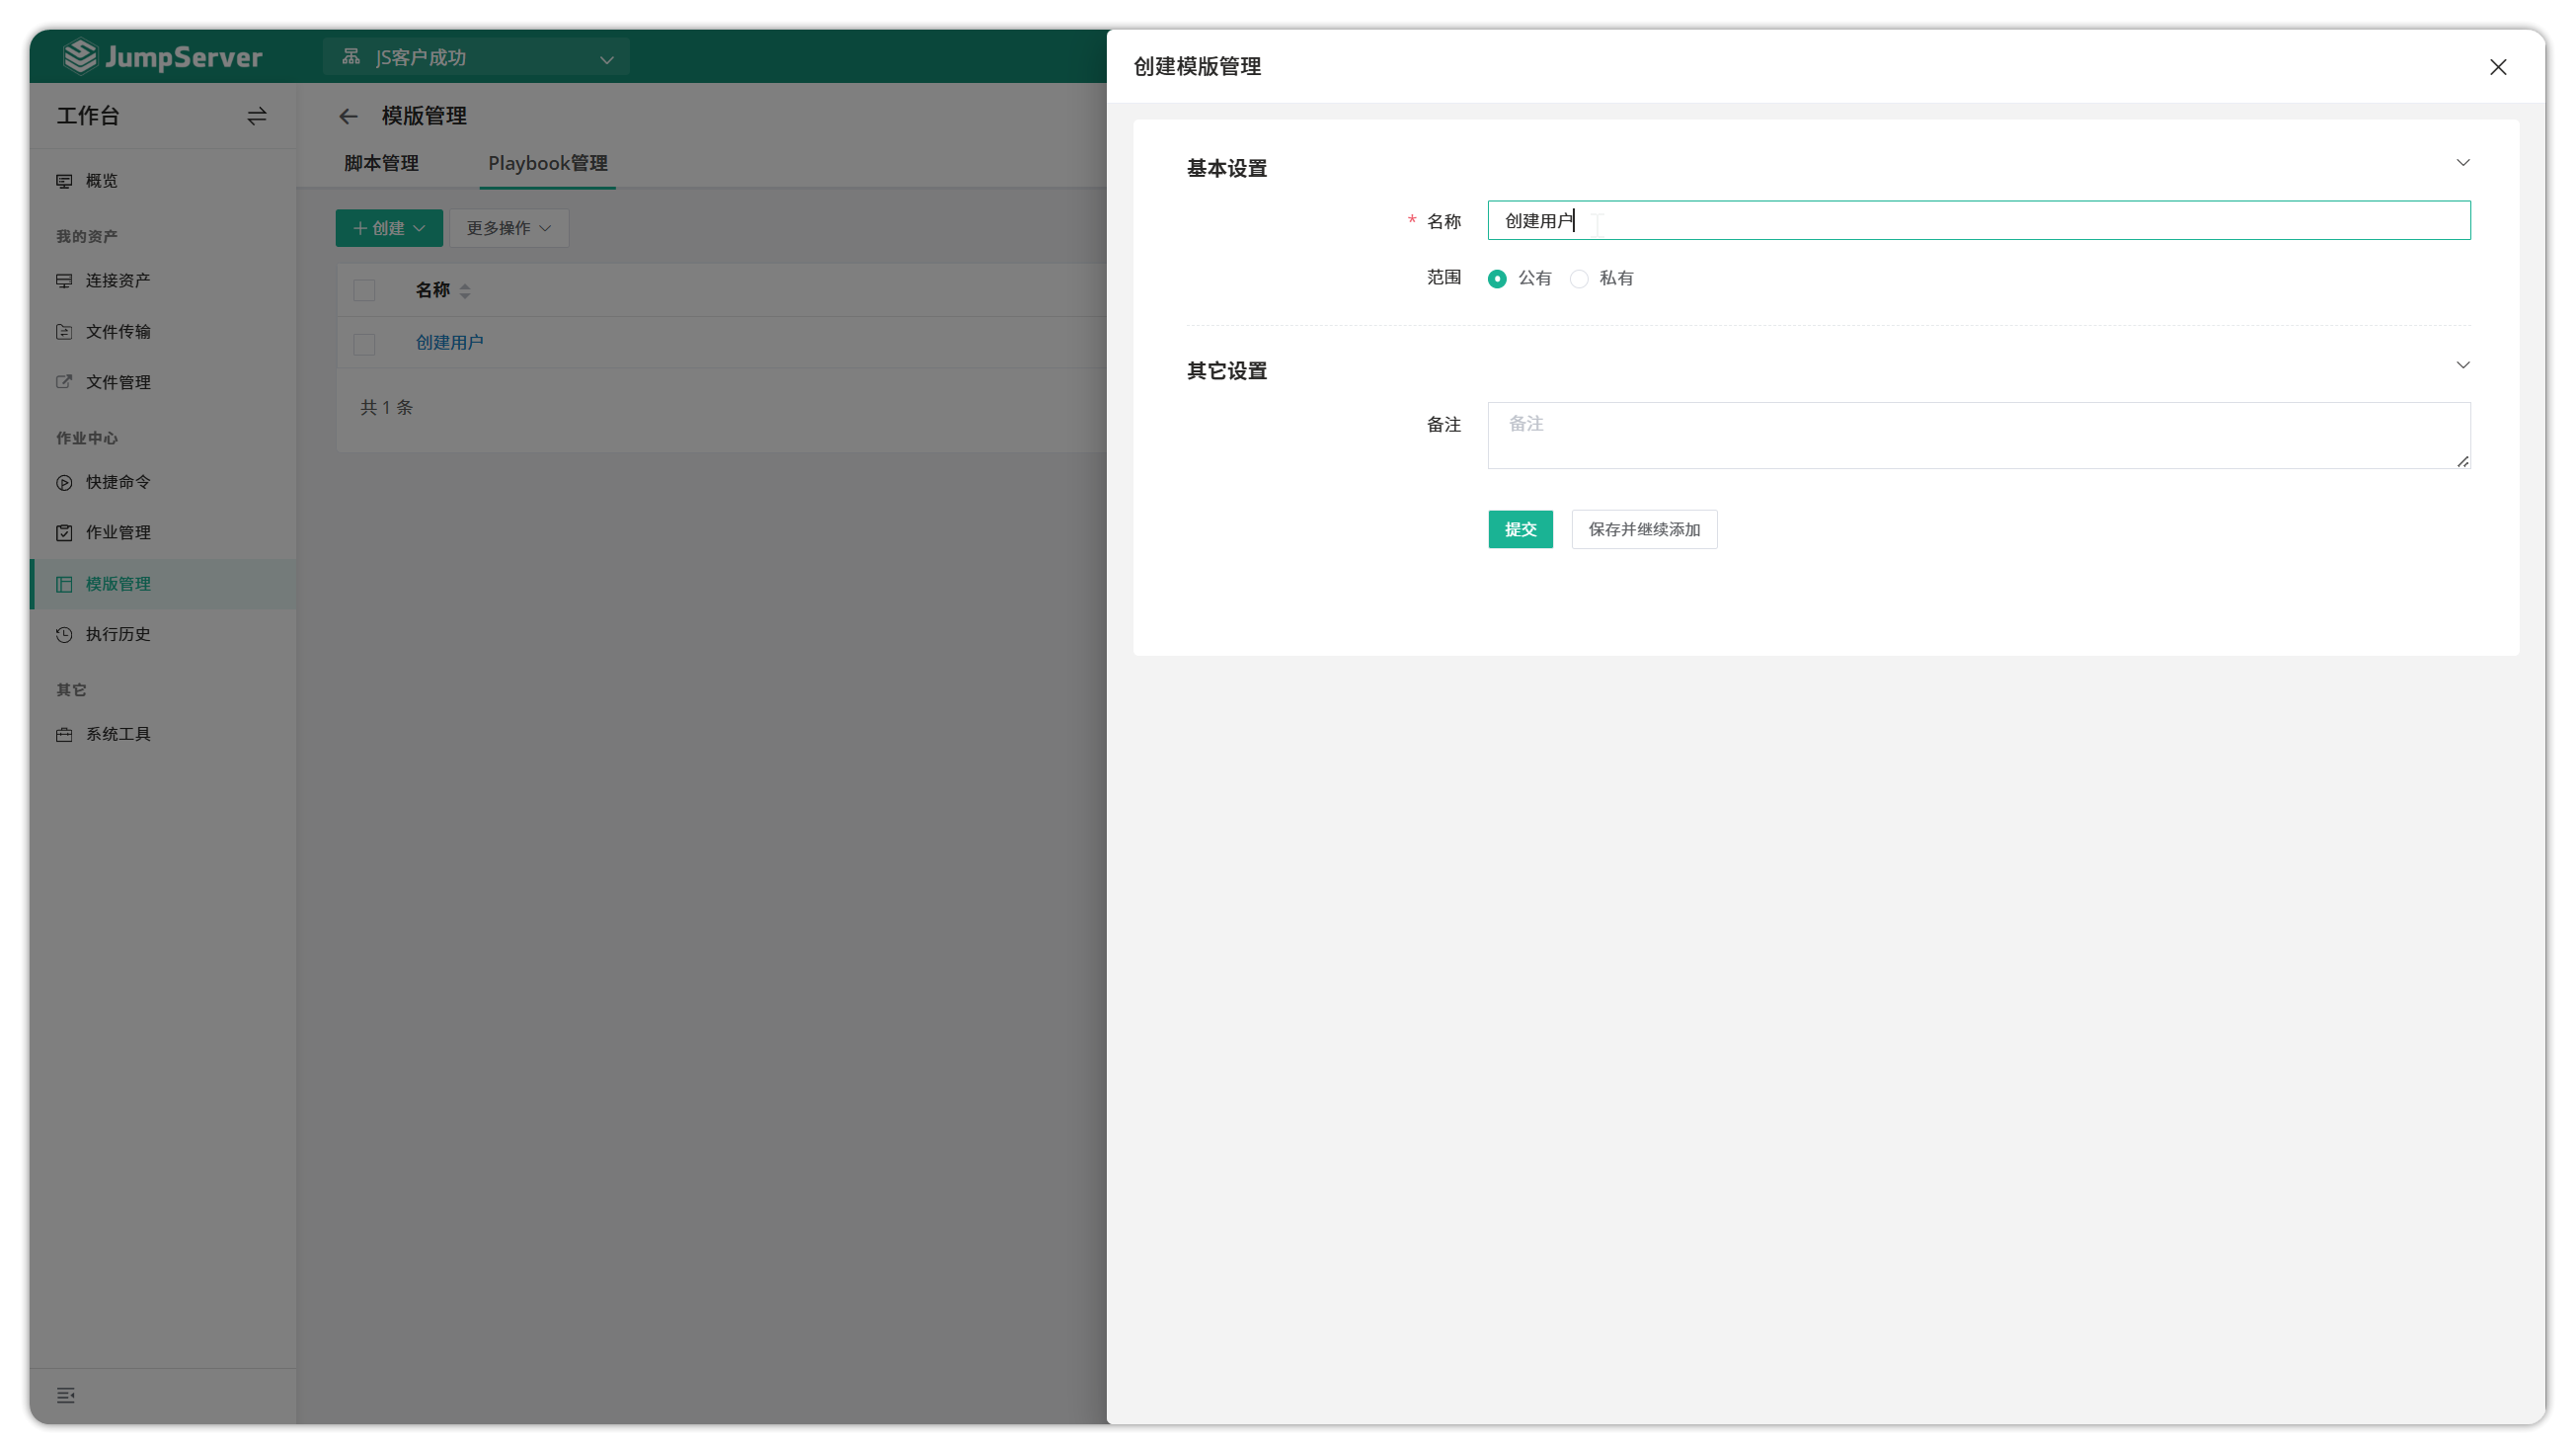 JumpServer
JS客户成功
工作台
概览
我的资产
连接资产
文件传输
文件管理
作业中心
快捷命令
作业管理
模版管理
执行历史
其它
系统工具
模版管理
脚本管理
Playbook管理
创建
更多操作
名称
创建用户
共 1 条
创建模版管理
基本设置
* 名称
创建用户
范围
公有
私有
其它设置
备注
备注
提交
保存并继续添加